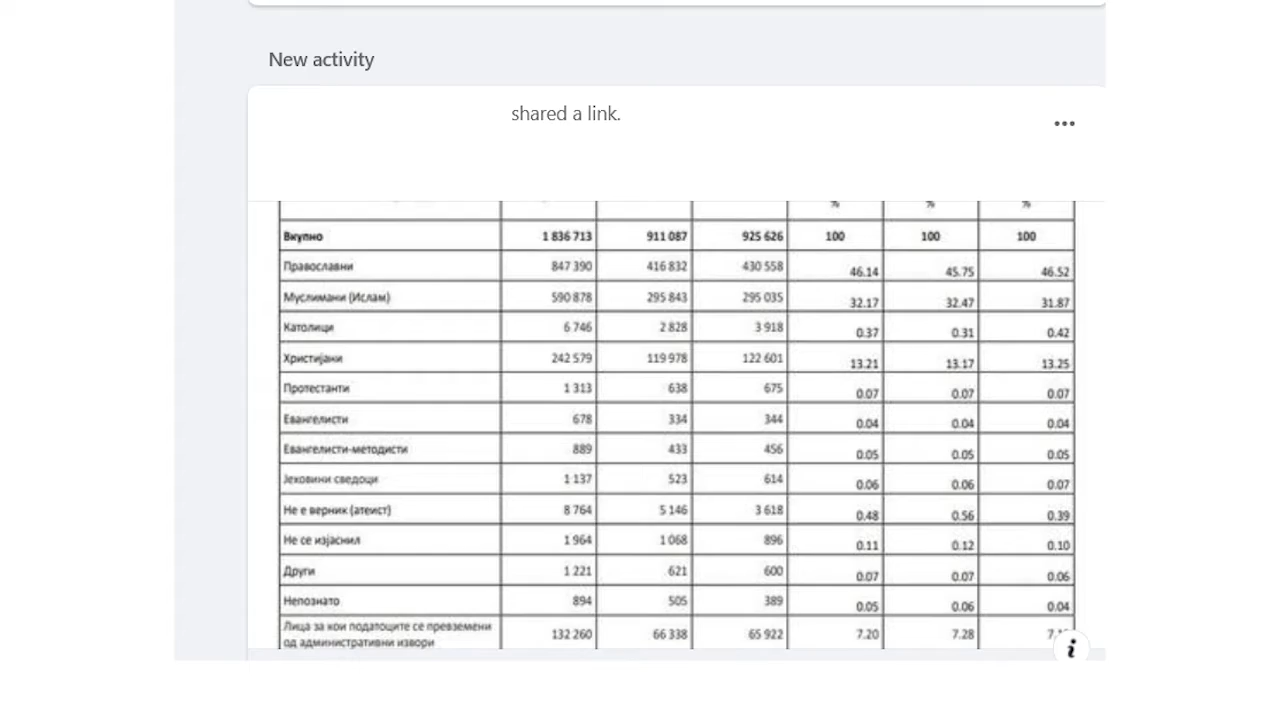 New activity
shared a link.
% % %
Вкупно 1 836 713 911 087 925 626 100 100 100
Православни 847 390 416 832 430 558 46.14 45.75 46.52
Муслимани (Ислам) 590 878 295 843 295 035 32.17 32.47 31.87
Католици 6 746 2 828 3 918 0.37 0.31 0.42
Христијани 242 579 119 978 122 601 13.21 13.17 13.25
Протестанти 1 313 638 675 0.07 0.07 0.07
Евангелисти 678 334 344 0.04 0.04 0.04
Евангелисти-методисти 889 433 456 0.05 0.05 0.05
Јеховини сведоци 1 137 523 614 0.06 0.06 0.07
Не е верник (атеист) 8 764 5 146 3 618 0.48 0.56 0.39
Не се изјаснил 1 964 1 068 896 0.11 0.12 0.10
Други 1 221 621 600 0.07 0.07 0.06
Непознато 894 505 389 0.05 0.06 0.04
Лица за кои податоците се превземени
од административни извори 132 260 66 338 65 922 7.20 7.28